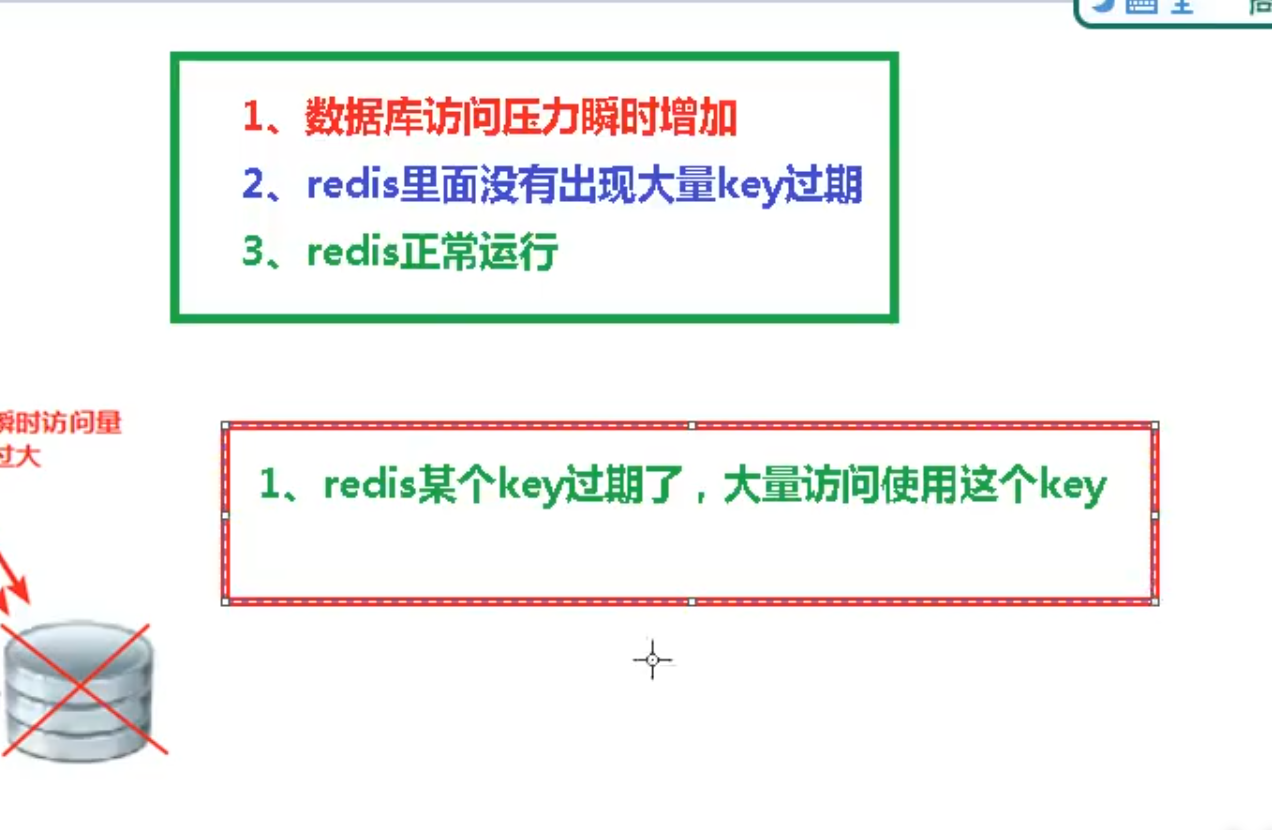 1、数据库访问压力瞬时增加
2、redis里面没有出现大量key过期
3、redis正常运行
瞬时访问量
过大
1、redis某个key过期了，大量访问使用这个key